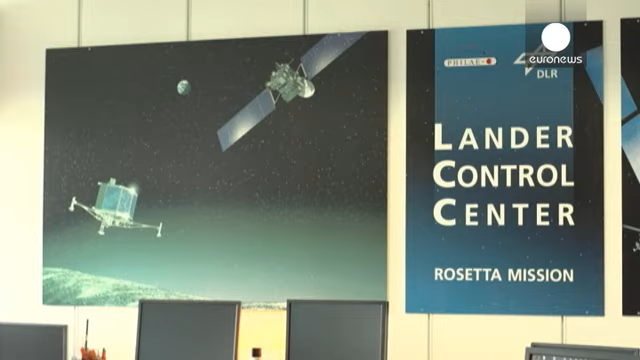 euronews
PHILAE
DLR
LANDER
CONTROL
CENTER
ROSETTA MISSION